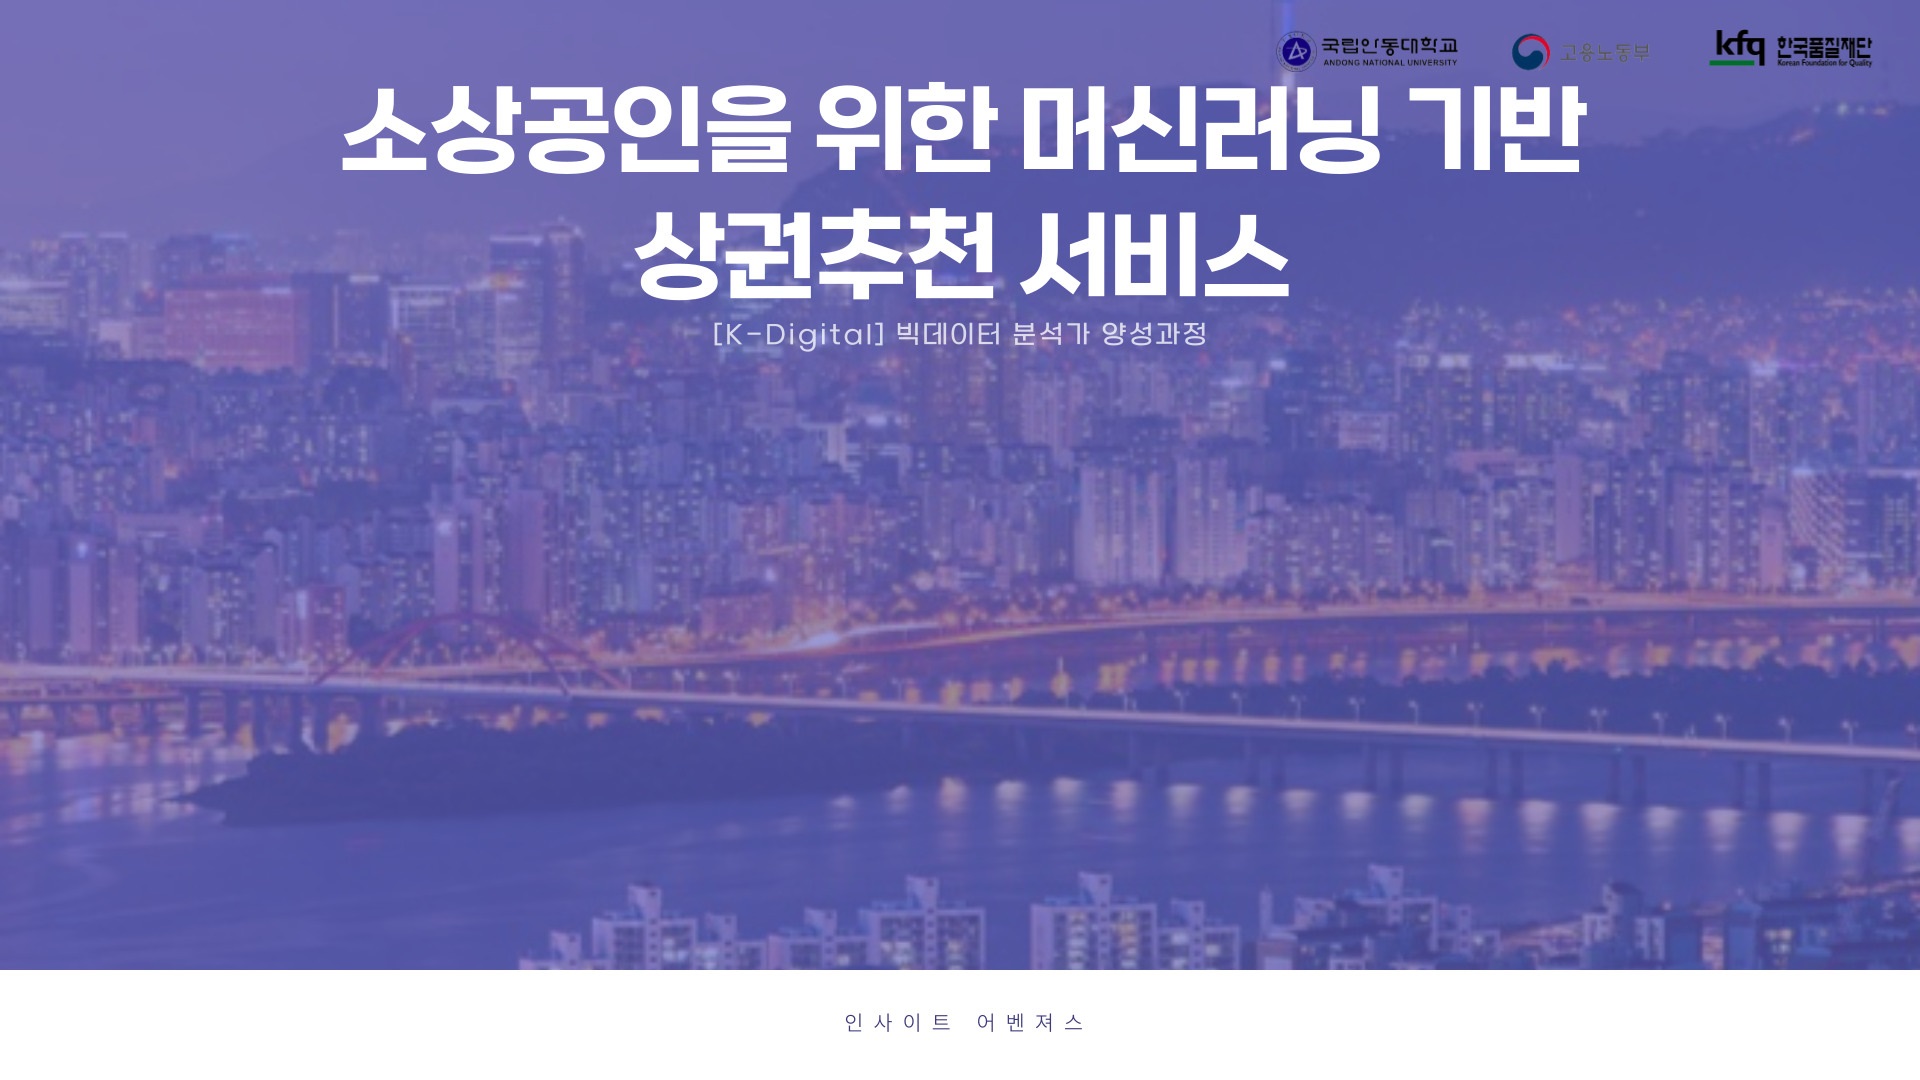 국립안동대학교
ANDONG NATIONAL UNIVERSITY
고용노동부
kfq 한국품질재단
Korean Foundation for Quality
소상공인을 위한 머신러닝 기반
상권추천 서비스
[K-Digital] 빅데이터 분석가 양성과정
인사이트 어벤져스